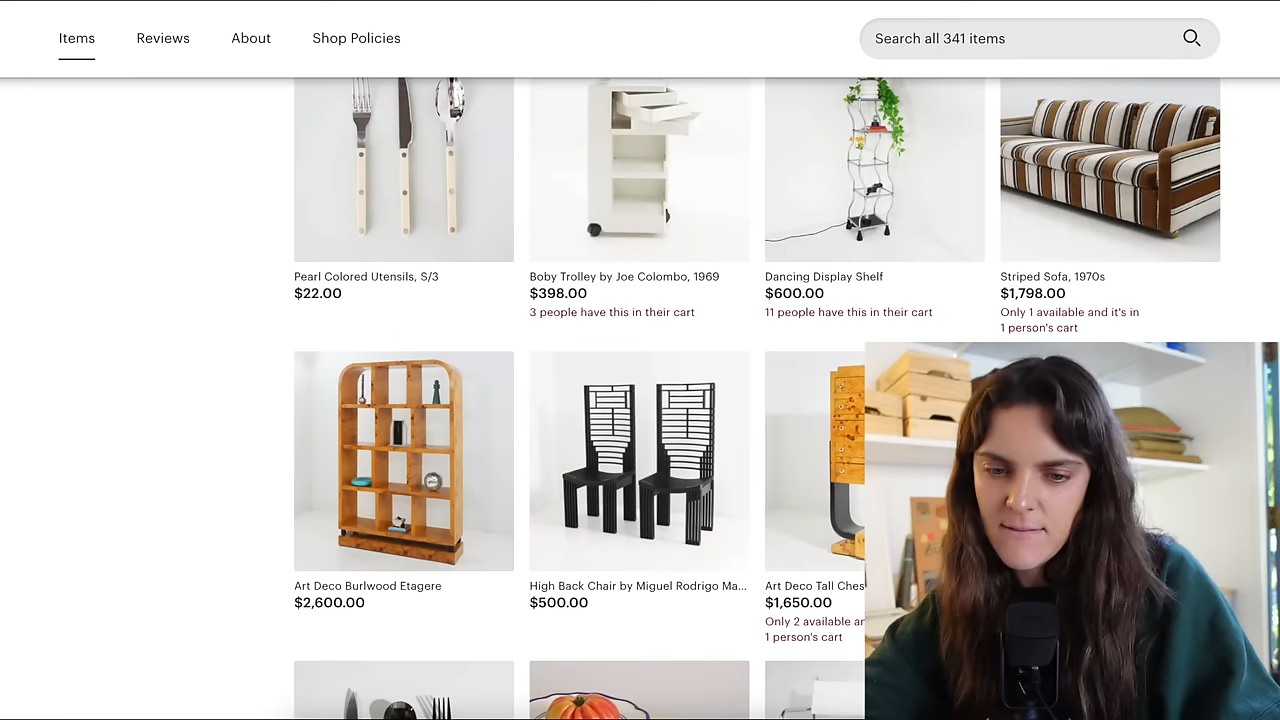 Items Reviews About Shop Policies
Search all 341 items
Pearl Colored Utensils, S/3
$22.00
Boby Trolley by Joe Colombo, 1969
$398.00
3 people have this in their cart
Dancing Display Shelf
$600.00
11 people have this in their cart
Striped Sofa, 1970s
$1,798.00
Only 1 available and it's in
1 person's cart
Art Deco Burlwood Etagere
$2,600.00
High Back Chair by Miguel Rodrigo Ma...
$500.00
Art Deco Tall Ches
$1,650.00
Only 2 available ar
1 person's cart